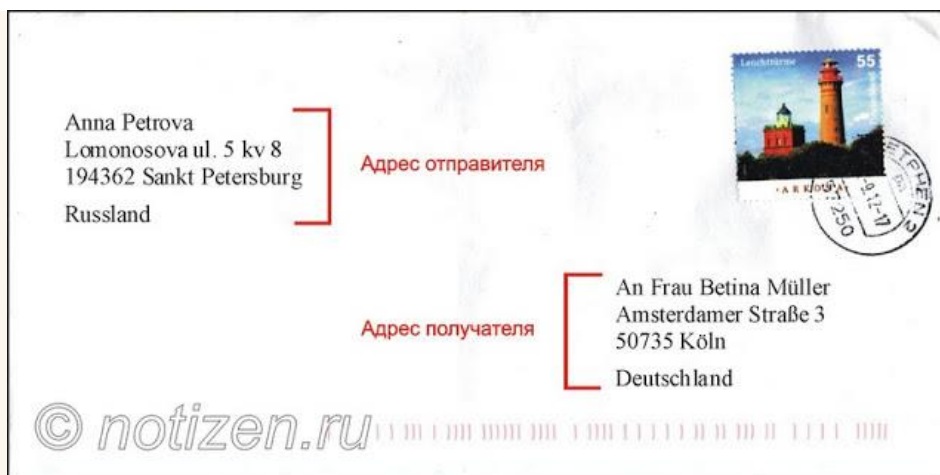 Leuchttürme 55
ARKONA
Anna Petrova
Lomonosova ul. 5 kv 8
194362 Sankt Petersburg
Russland
Адрес отправителя
An Frau Betina Müller
Amsterdamer Straße 3
50735 Köln
Deutschland
Адрес получателя
© notizen.ru